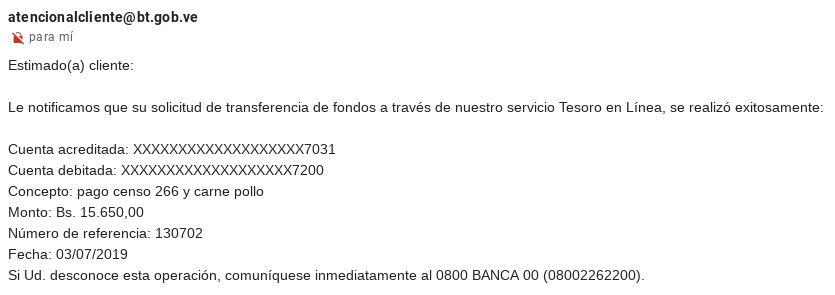 atencionalcliente@bt.gob.ve
para mí
Estimado(a) cliente:
Le notificamos que su solicitud de transferencia de fondos a través de nuestro servicio Tesoro en Línea, se realizó exitosamente:
Cuenta acreditada: XXXXXXXXXXXXXXXXXXX7031
Cuenta debitada: XXXXXXXXXXXXXXXXXXX7200
Concepto: pago censo 266 y carne pollo
Monto: Bs. 15.650,00
Número de referencia: 130702
Fecha: 03/07/2019
Si Ud. desconoce esta operación, comuníquese inmediatamente al 0800 BANCA 00 (08002262200).